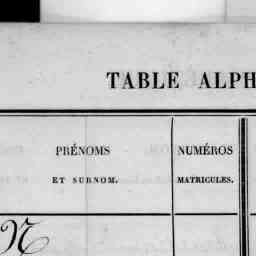 TABLE ALPH
PRÉNOMS NUMÉROS
ET SURNOM. MATRICULES.
N